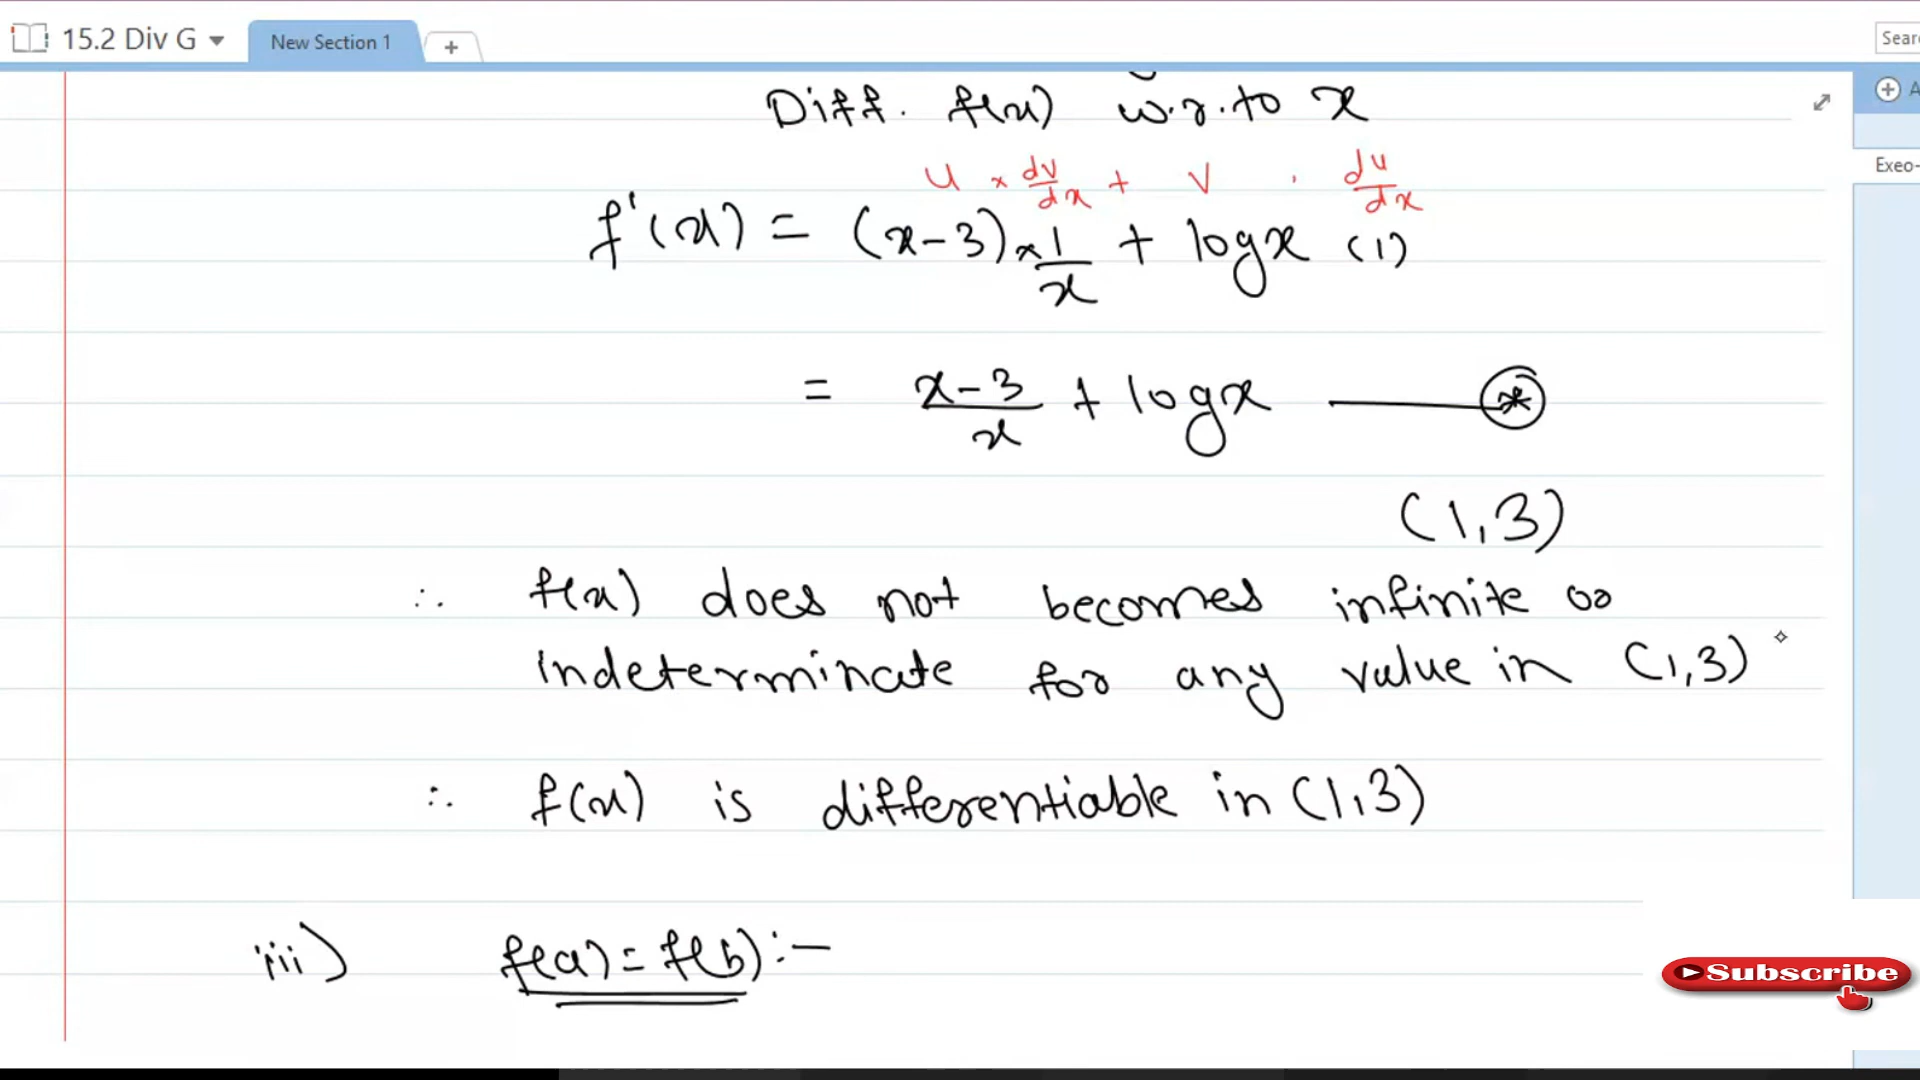 15.2 Div G
New Section 1
+
Sear
Diff. f(x) w.r.to x
u × dv/dx + v . du/dx
f'(x) = (x-3) × 1/x + logx (1)
= x-3/x + logx ——— *
(1,3)
∴ f(x) does not becomes infinite or
indeterminate for any value in (1,3)
∴ f(x) is differentiable in (1,3)
iii) f(a) = f(b) :-
Exeo-
Subscribe